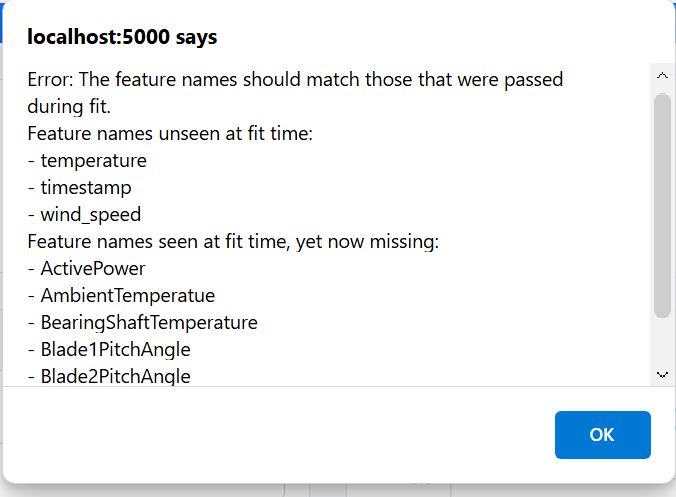 localhost:5000 says
Error: The feature names should match those that were passed
during fit.
Feature names unseen at fit time:
- temperature
- timestamp
- wind_speed
Feature names seen at fit time, yet now missing:
- ActivePower
- AmbientTemperatue
- BearingShaftTemperature
- Blade1PitchAngle
- Blade2PitchAngle
OK